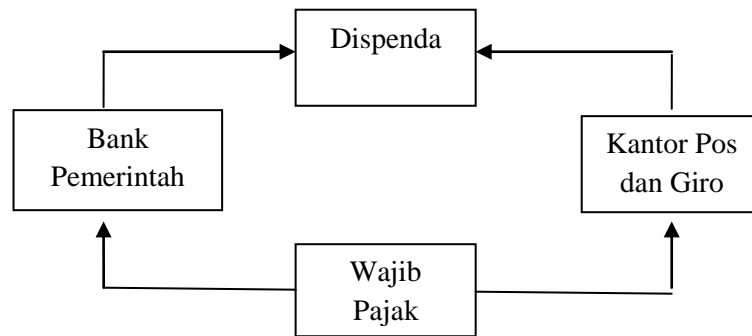 Dispenda
Bank
Pemerintah
Kantor Pos
dan Giro
Wajib
Pajak